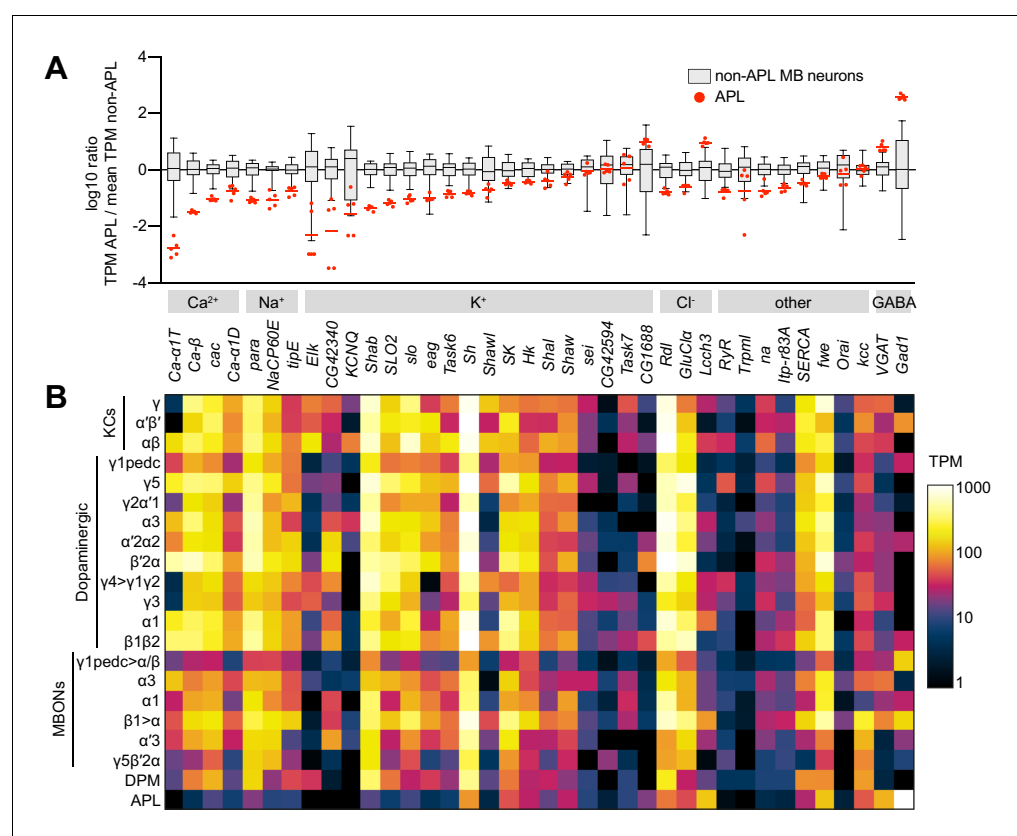 A
4
2
0
-2
-4
log10 ratio
TPM APL / mean TPM non-APL
non-APL MB neurons
APL
Ca²⁺
Na⁺
K⁺
Cl⁻
other
GABA
Ca-α1T
Ca-β
cac
Ca-α1D
para
NaCP60E
tipE
Elk
CG42340
KCNQ
Shab
SLO2
slo
eag
Task6
Sh
Shawl
SK
Hk
Shal
Shaw
sei
CG42594
Task7
CG1688
Rdl
GluClα
Lcch3
RyR
Trpml
na
Itp-r83A
SERCA
fwe
Orai
kcc
VGAT
Gad1
B
KCs
γ
α′β′
αβ
Dopaminergic
γ1pedc
γ5
γ2α′1
α3
α′2α2
β′2α
γ4>γ1γ2
γ3
α1
β1β2
MBONs
γ1pedc>α/β
α3
α1
β1>α
α′3
γ5β′2α
DPM
APL
TPM
1000
100
10
1